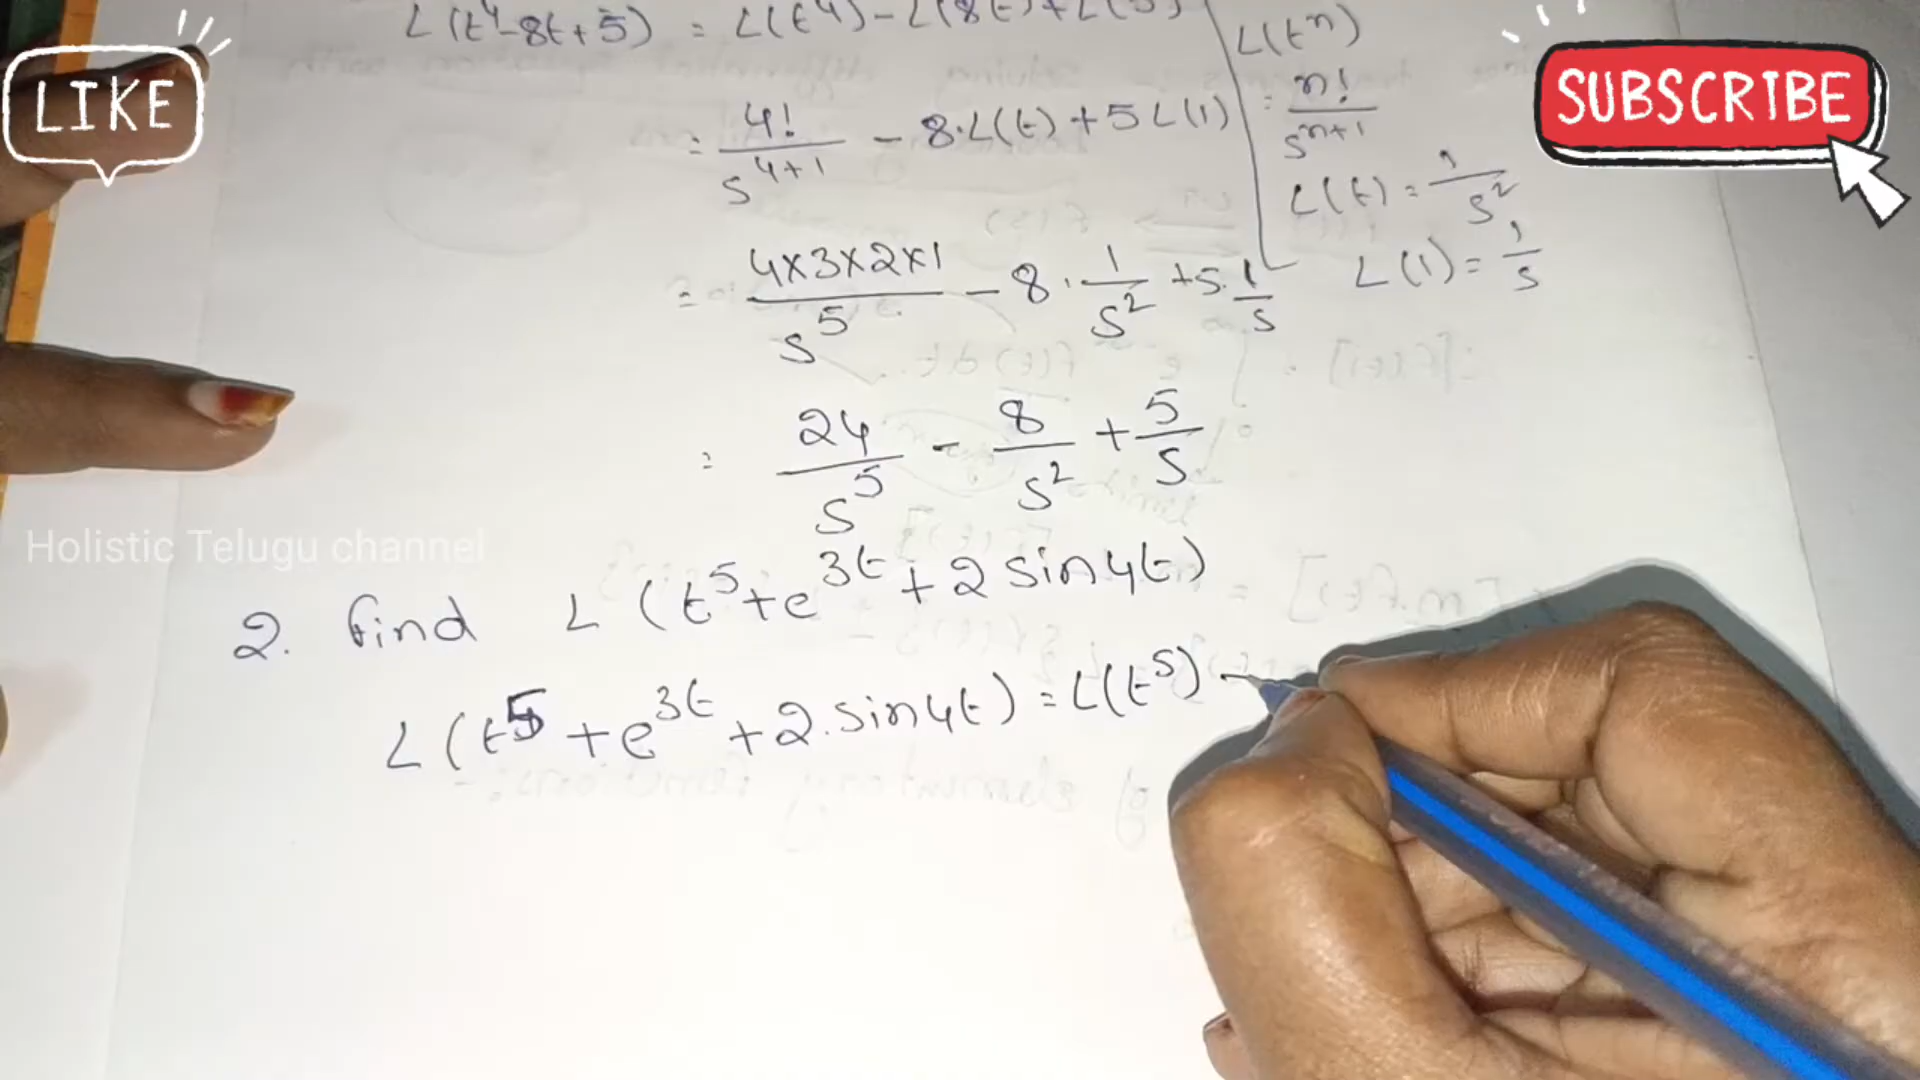 L(t⁴-8t+5) = L(t⁴)-L(8t)+L(5)
L(tⁿ)
LIKE
SUBSCRIBE
= 4!/s⁴⁺¹ - 8·L(t)+5L(1)
= n!/sⁿ⁺¹
L(t) = 1/s²
= 4×3×2×1/s⁵ - 8·1/s² +5·1/s
L(1) = 1/s
= 24/s⁵ - 8/s² + 5/s
Holistic Telugu channel
2. find L(t⁵+e³ᵗ+2 sin4t)
L(t⁵+e³ᵗ+2.sin4t) = L(t⁵)